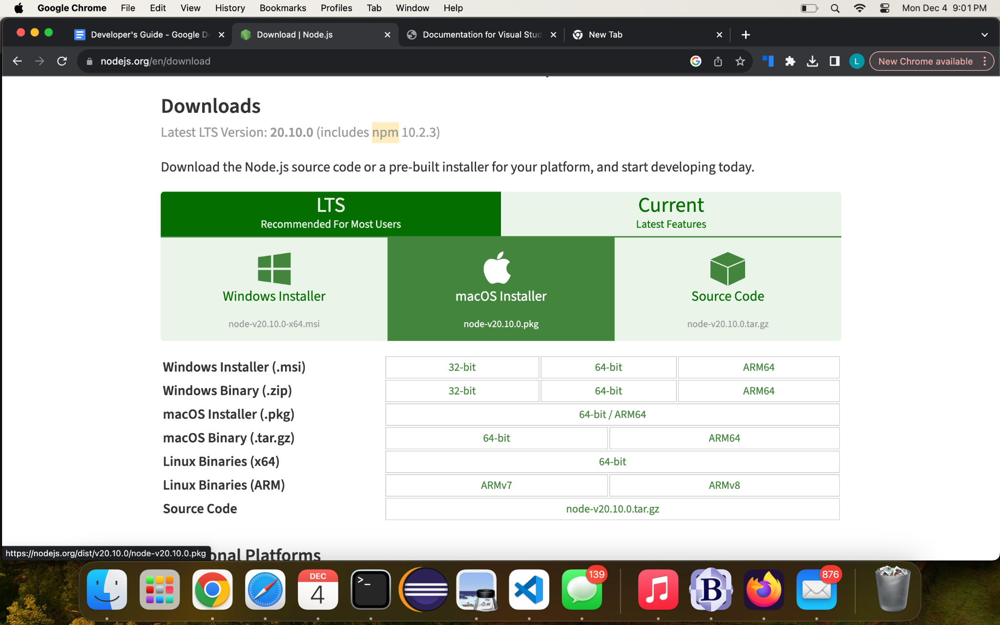 Google Chrome File Edit View History Bookmarks Profiles Tab Window Help Mon Dec 4 9:01 PM
Developer's Guide - Google Do Download | Node.js Documentation for Visual Stud New Tab
nodejs.org/en/download L New Chrome available
Downloads
Latest LTS Version: 20.10.0 (includes npm 10.2.3)
Download the Node.js source code or a pre-built installer for your platform, and start developing today.
LTS
Recommended For Most Users
Current
Latest Features
Windows Installer
node-v20.10.0-x64.msi
macOS Installer
node-v20.10.0.pkg
Source Code
node-v20.10.0.tar.gz
Windows Installer (.msi) 32-bit 64-bit ARM64
Windows Binary (.zip) 32-bit 64-bit ARM64
macOS Installer (.pkg) 64-bit / ARM64
macOS Binary (.tar.gz) 64-bit ARM64
Linux Binaries (x64) 64-bit
Linux Binaries (ARM) ARMv7 ARMv8
Source Code node-v20.10.0.tar.gz
onal Platforms
https://nodejs.org/dist/v20.10.0/node-v20.10.0.pkg
DEC
4
>_
139
B
876